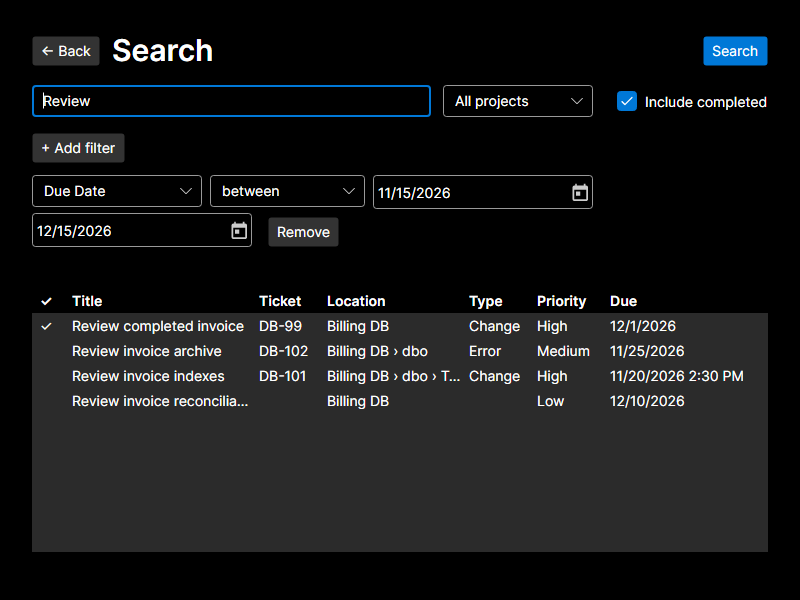 ← Back Search Search
Review All projects Include completed
+ Add filter
Due Date between 11/15/2026
12/15/2026 Remove
✓ Title Ticket Location Type Priority Due
✓ Review completed invoice DB-99 Billing DB Change High 12/1/2026
Review invoice archive DB-102 Billing DB › dbo Error Medium 11/25/2026
Review invoice indexes DB-101 Billing DB › dbo › T... Change High 11/20/2026 2:30 PM
Review invoice reconcilia... Billing DB Low 12/10/2026